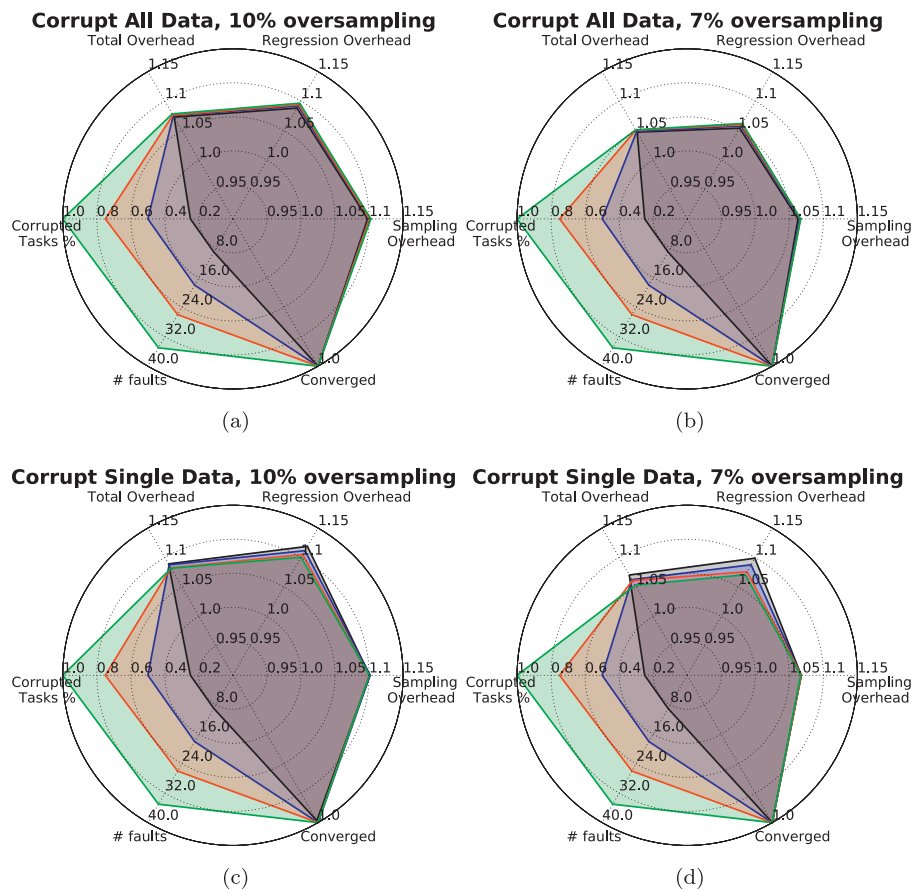 Corrupt All Data, 10% oversampling
Total Overhead
Regression Overhead
1.15
1.15
1.1
1.1
1.05
1.05
1.0
1.0
0.95
0.95
1.0
0.8
0.6
0.4
0.2
0.95
1.0
1.05
1.1
1.15
Corrupted
Tasks %
Sampling
Overhead
8.0
16.0
24.0
32.0
40.0
1.0
# faults
Converged
(a)
Corrupt All Data, 7% oversampling
Total Overhead
Regression Overhead
1.15
1.15
1.1
1.1
1.05
1.05
1.0
1.0
0.95
0.95
1.0
0.8
0.6
0.4
0.2
0.95
1.0
1.05
1.1
1.15
Corrupted
Tasks %
Sampling
Overhead
8.0
16.0
24.0
32.0
40.0
1.0
# faults
Converged
(b)
Corrupt Single Data, 10% oversampling
Total Overhead
Regression Overhead
1.15
1.15
1.1
1.1
1.05
1.05
1.0
1.0
0.95
0.95
1.0
0.8
0.6
0.4
0.2
0.95
1.0
1.05
1.1
1.15
Corrupted
Tasks %
Sampling
Overhead
8.0
16.0
24.0
32.0
40.0
1.0
# faults
Converged
(c)
Corrupt Single Data, 7% oversampling
Total Overhead
Regression Overhead
1.15
1.15
1.1
1.1
1.05
1.05
1.0
1.0
0.95
0.95
1.0
0.8
0.6
0.4
0.2
0.95
1.0
1.05
1.1
1.15
Corrupted
Tasks %
Sampling
Overhead
8.0
16.0
24.0
32.0
40.0
1.0
# faults
Converged
(d)